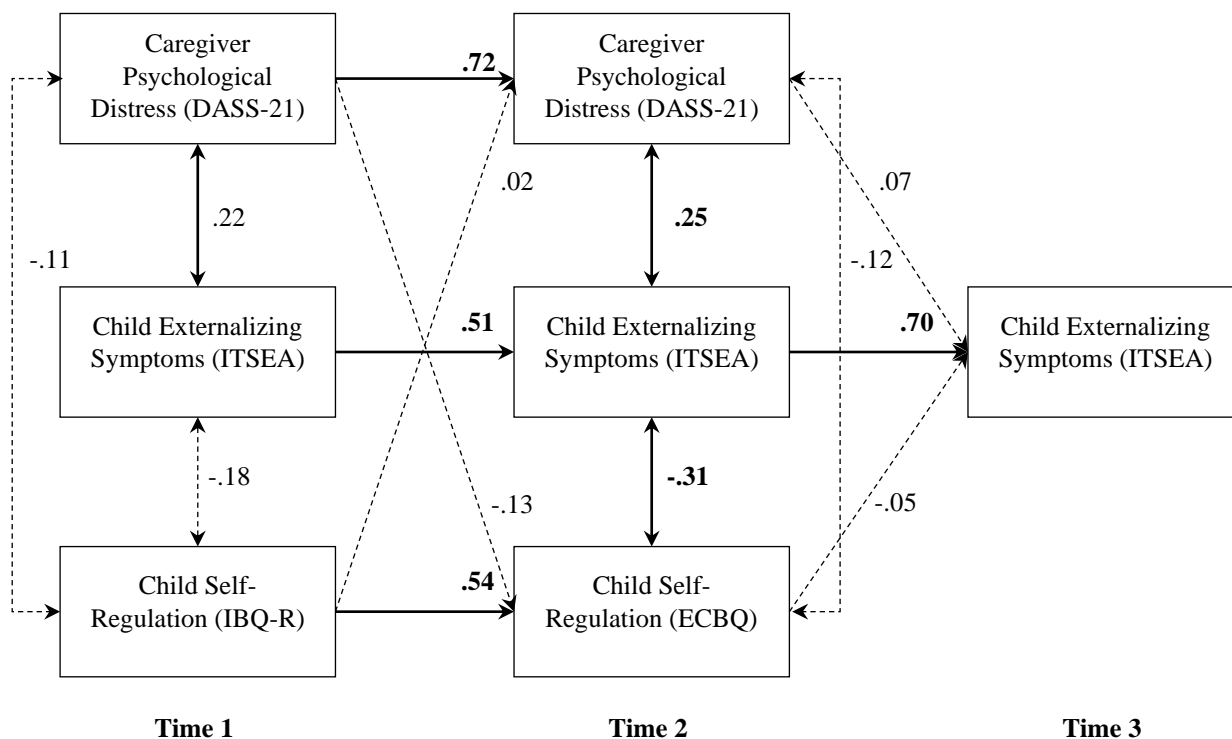 Caregiver
Psychological
Distress (DASS-21)
.72
Caregiver
Psychological
Distress (DASS-21)
.02
.07
.22
.25
-.11
-.12
Child Externalizing
Symptoms (ITSEA)
.51
Child Externalizing
Symptoms (ITSEA)
.70
Child Externalizing
Symptoms (ITSEA)
-.18
-.31
-.13
-.05
Child Self-
Regulation (IBQ-R)
.54
Child Self-
Regulation (ECBQ)
Time 1
Time 2
Time 3